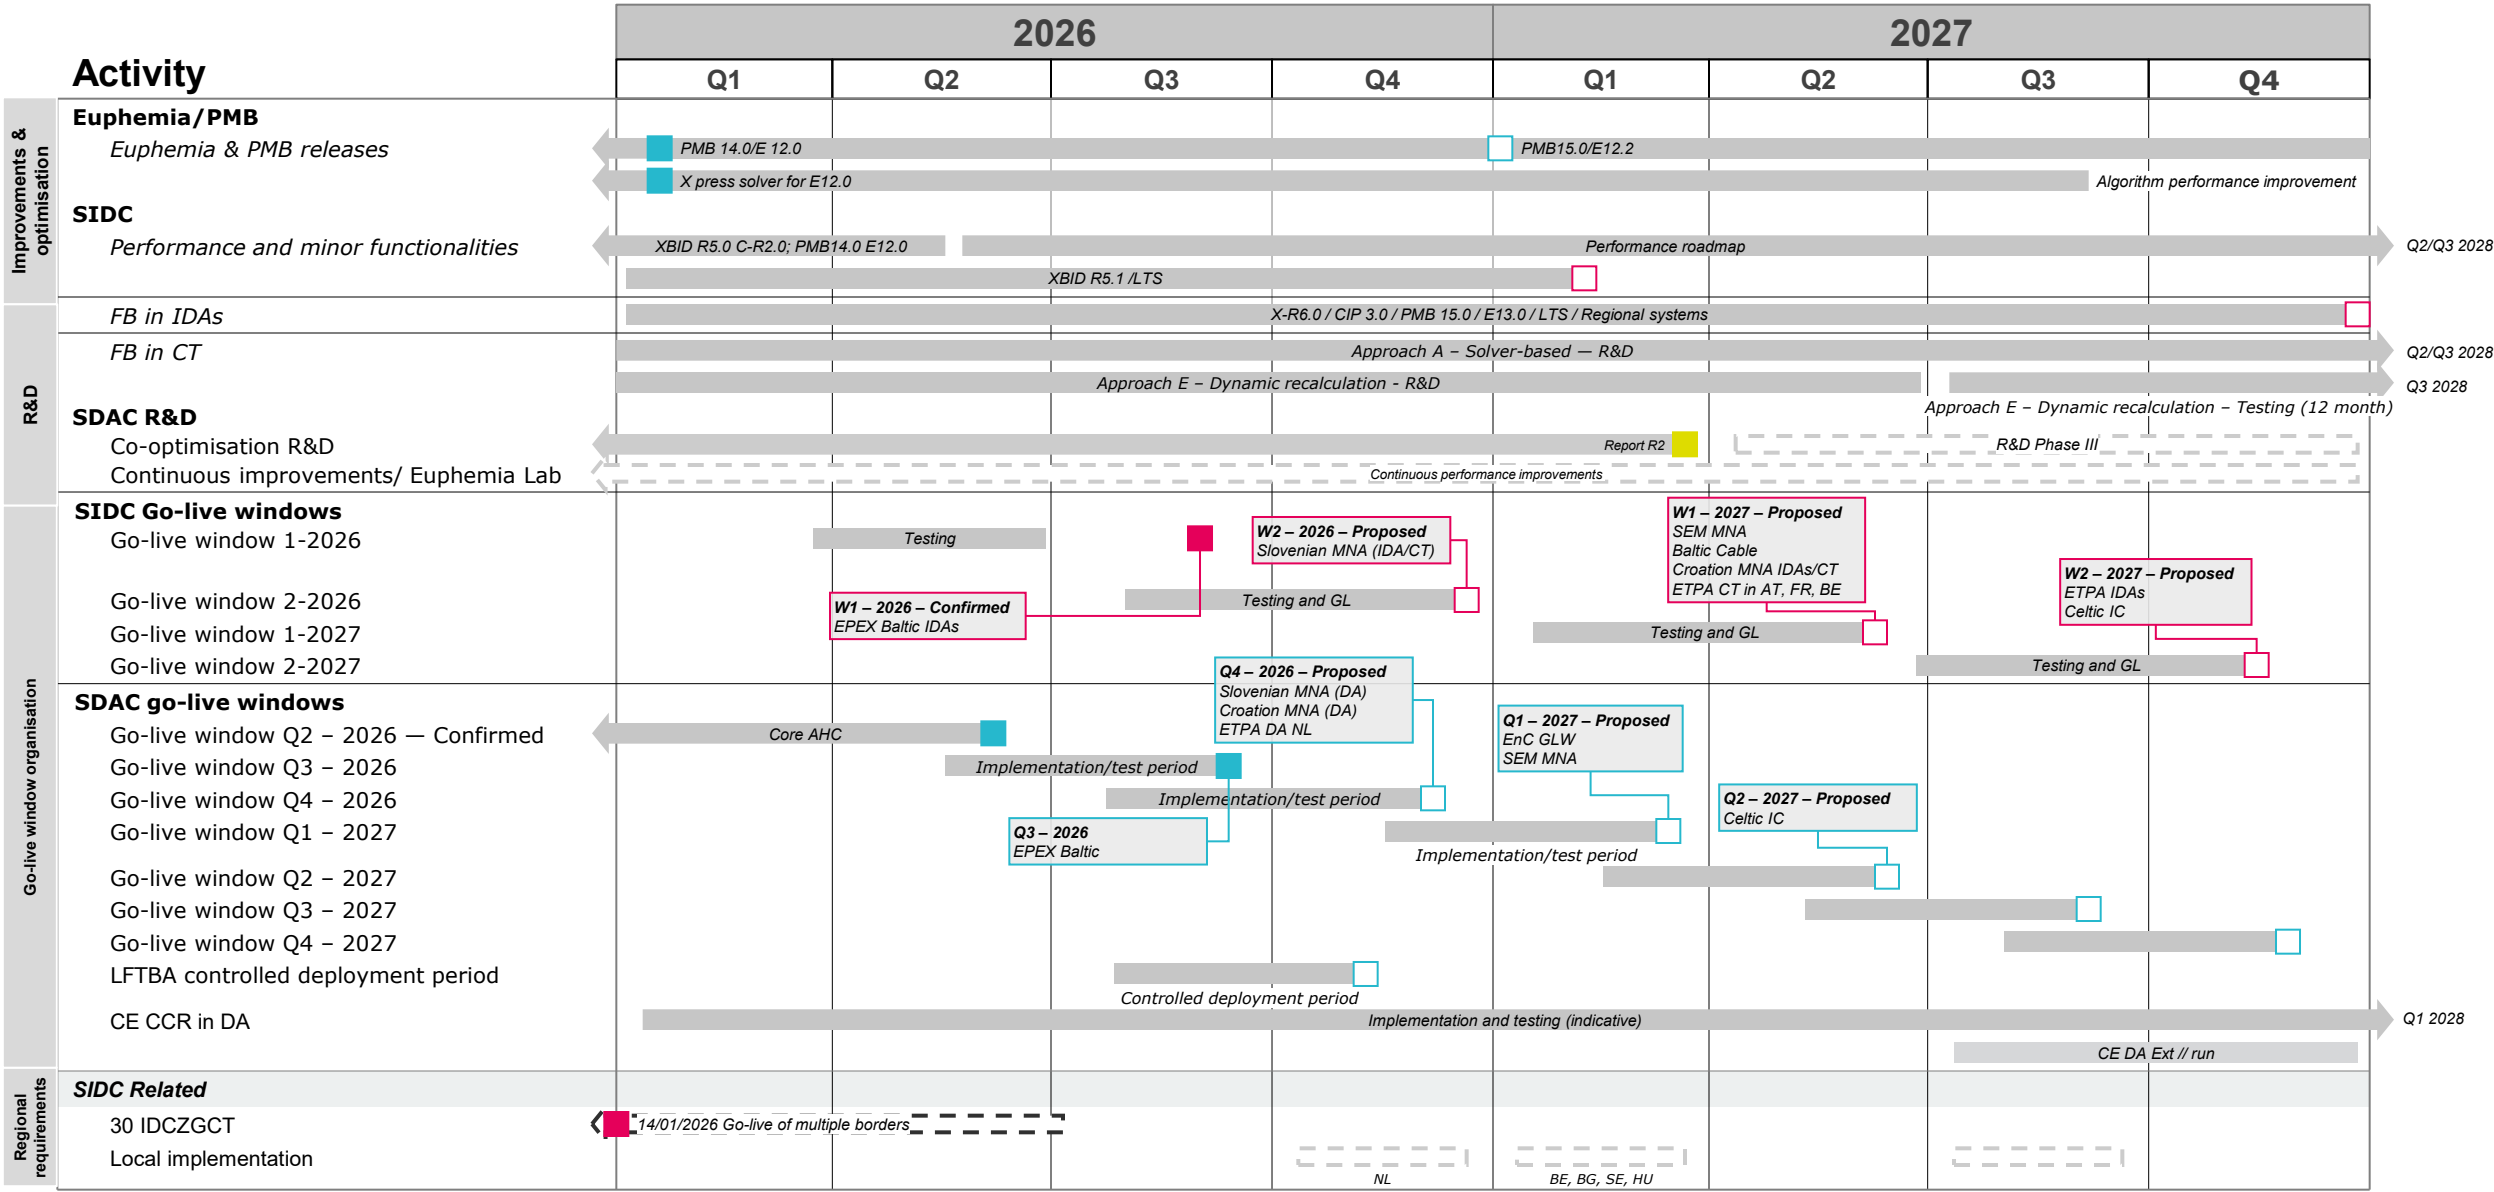 2026
2027
Activity
Q1
Q2
Q3
Q4
Q1
Q2
Q3
Q4
Improvements &
optimisation
Euphemia/PMB
Euphemia & PMB releases
PMB 14.0/E 12.0
PMB15.0/E12.2
X press solver for E12.0
Algorithm performance improvement
SIDC
Performance and minor functionalities
XBID R5.0 C-R2.0; PMB14.0 E12.0
Performance roadmap
Q2/Q3 2028
XBID R5.1 /LTS
R&D
FB in IDAs
X-R6.0 / CIP 3.0 / PMB 15.0 / E13.0 / LTS / Regional systems
FB in CT
Approach A – Solver-based — R&D
Q2/Q3 2028
Approach E – Dynamic recalculation - R&D
Q3 2028
Approach E – Dynamic recalculation – Testing (12 month)
SDAC R&D
Co-optimisation R&D
Report R2
R&D Phase III
Continuous improvements/ Euphemia Lab
Continuous performance improvements
Go-live window organisation
SIDC Go-live windows
Go-live window 1-2026
Testing
W2 – 2026 – Proposed
Slovenian MNA (IDA/CT)
W1 – 2027 – Proposed
SEM MNA
Baltic Cable
Croation MNA IDAs/CT
ETPA CT in AT, FR, BE
W2 – 2027 – Proposed
ETPA IDAs
Celtic IC
Go-live window 2-2026
W1 – 2026 – Confirmed
EPEX Baltic IDAs
Testing and GL
Go-live window 1-2027
Testing and GL
Go-live window 2-2027
Testing and GL
Q4 – 2026 – Proposed
Slovenian MNA (DA)
Croation MNA (DA)
ETPA DA NL
SDAC go-live windows
Go-live window Q2 – 2026 — Confirmed
Core AHC
Q1 – 2027 – Proposed
EnC GLW
SEM MNA
Go-live window Q3 – 2026
Implementation/test period
Go-live window Q4 – 2026
Implementation/test period
Q2 – 2027 – Proposed
Celtic IC
Go-live window Q1 – 2027
Q3 – 2026
EPEX Baltic
Implementation/test period
Go-live window Q2 – 2027
Go-live window Q3 – 2027
Go-live window Q4 – 2027
LFTBA controlled deployment period
Controlled deployment period
CE CCR in DA
Implementation and testing (indicative)
Q1 2028
CE DA Ext // run
Regional
requirements
SIDC Related
30 IDCZGCT
14/01/2026 Go-live of multiple borders
Local implementation
NL
BE, BG, SE, HU